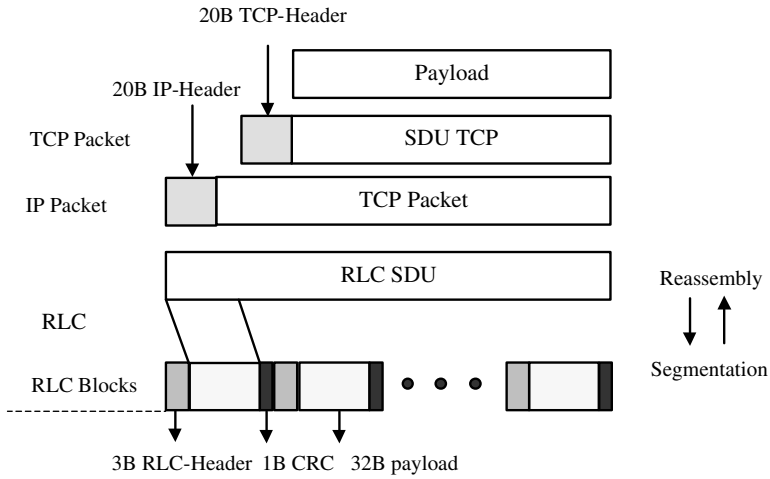 20B TCP-Header
Payload
20B IP-Header
TCP Packet
SDU TCP
IP Packet
TCP Packet
RLC SDU
Reassembly
RLC
Segmentation
RLC Blocks
3B RLC-Header
1B CRC
32B payload